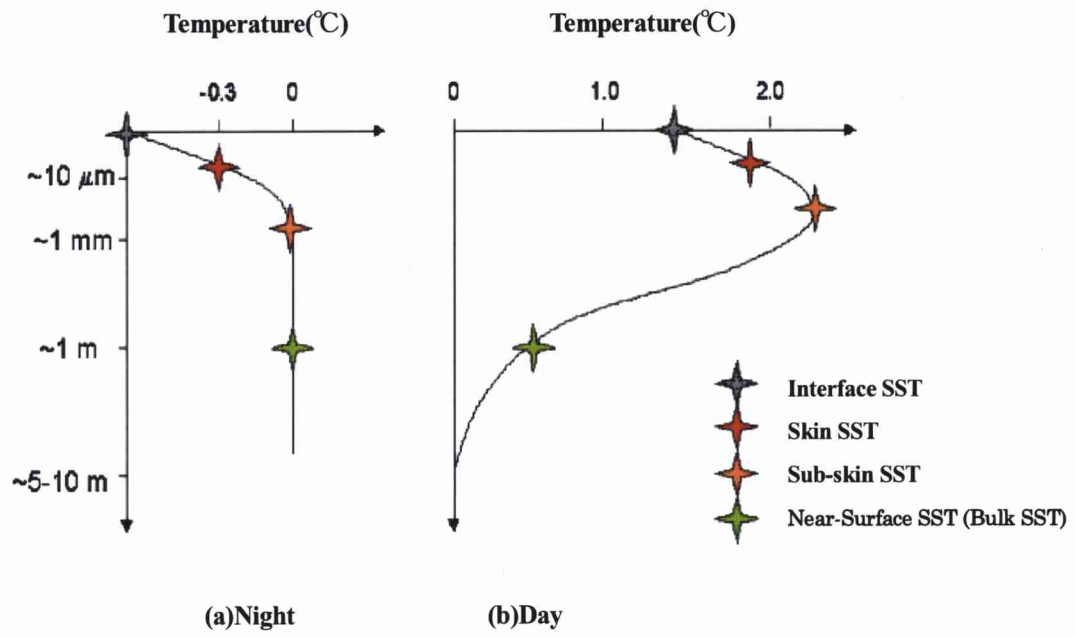 Temperature(℃)
Temperature(℃)
-0.3 0
0 1.0 2.0
~10 μm
~1 mm
~1 m
~5-10 m
Interface SST
Skin SST
Sub-skin SST
Near-Surface SST (Bulk SST)
(a)Night
(b)Day